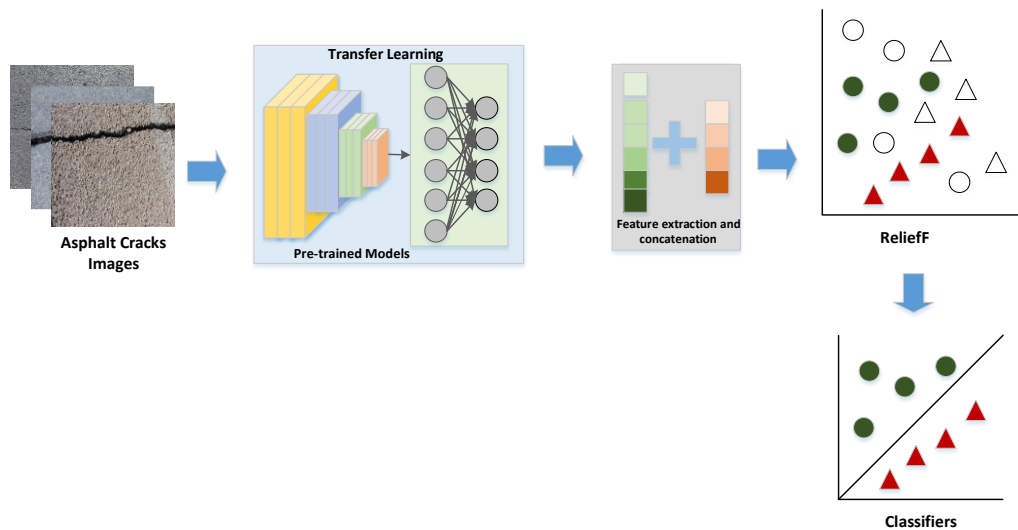 Transfer Learning
Asphalt Cracks
Images
Pre-trained Models
Feature extraction and
concatenation
ReliefF
Classifiers